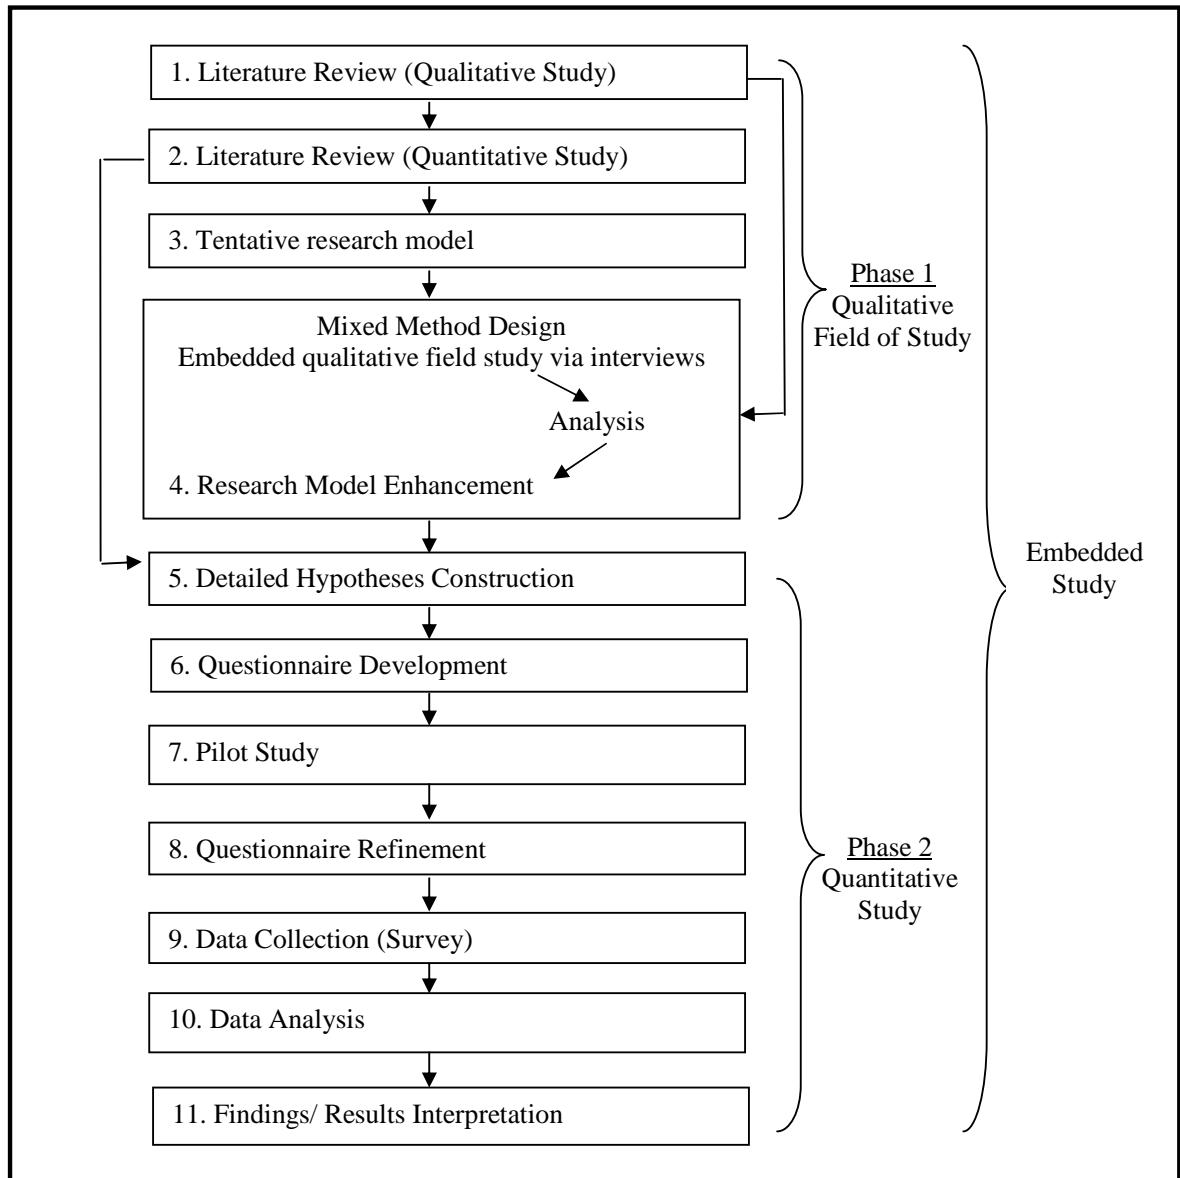 1. Literature Review (Qualitative Study)
2. Literature Review (Quantitative Study)
3. Tentative research model
Mixed Method Design
Embedded qualitative field study via interviews
Analysis
4. Research Model Enhancement
Phase 1
Qualitative
Field of Study
5. Detailed Hypotheses Construction
6. Questionnaire Development
7. Pilot Study
8. Questionnaire Refinement
9. Data Collection (Survey)
10. Data Analysis
11. Findings/ Results Interpretation
Phase 2
Quantitative
Study
Embedded
Study